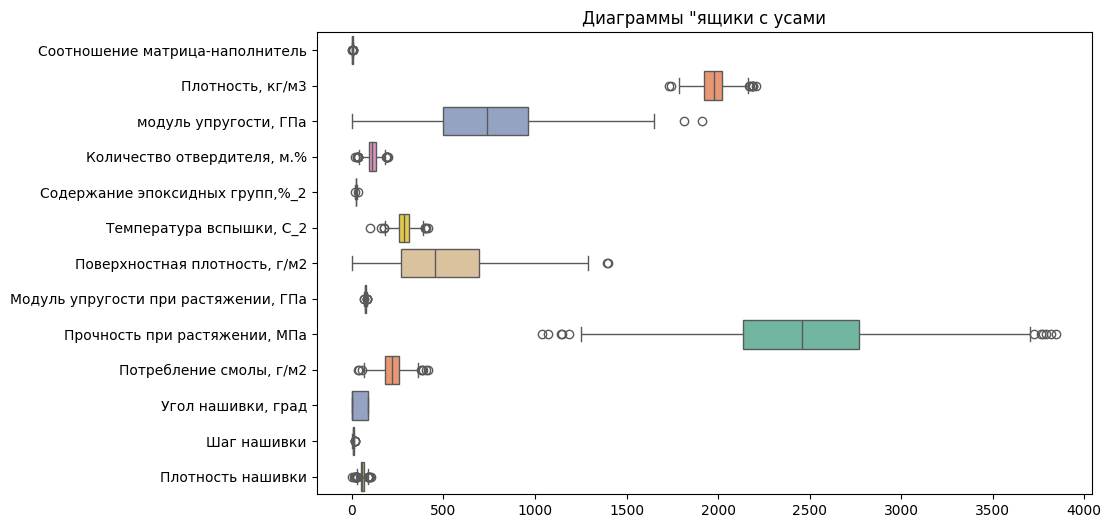 Диаграммы "ящики с усами
Соотношение матрица-наполнитель
Плотность, кг/м3
модуль упругости, ГПа
Количество отвердителя, м.%
Содержание эпоксидных групп,%_2
Температура вспышки, С_2
Поверхностная плотность, г/м2
Модуль упругости при растяжении, ГПа
Прочность при растяжении, МПа
Потребление смолы, г/м2
Угол нашивки, град
Шаг нашивки
Плотность нашивки
0 500 1000 1500 2000 2500 3000 3500 4000